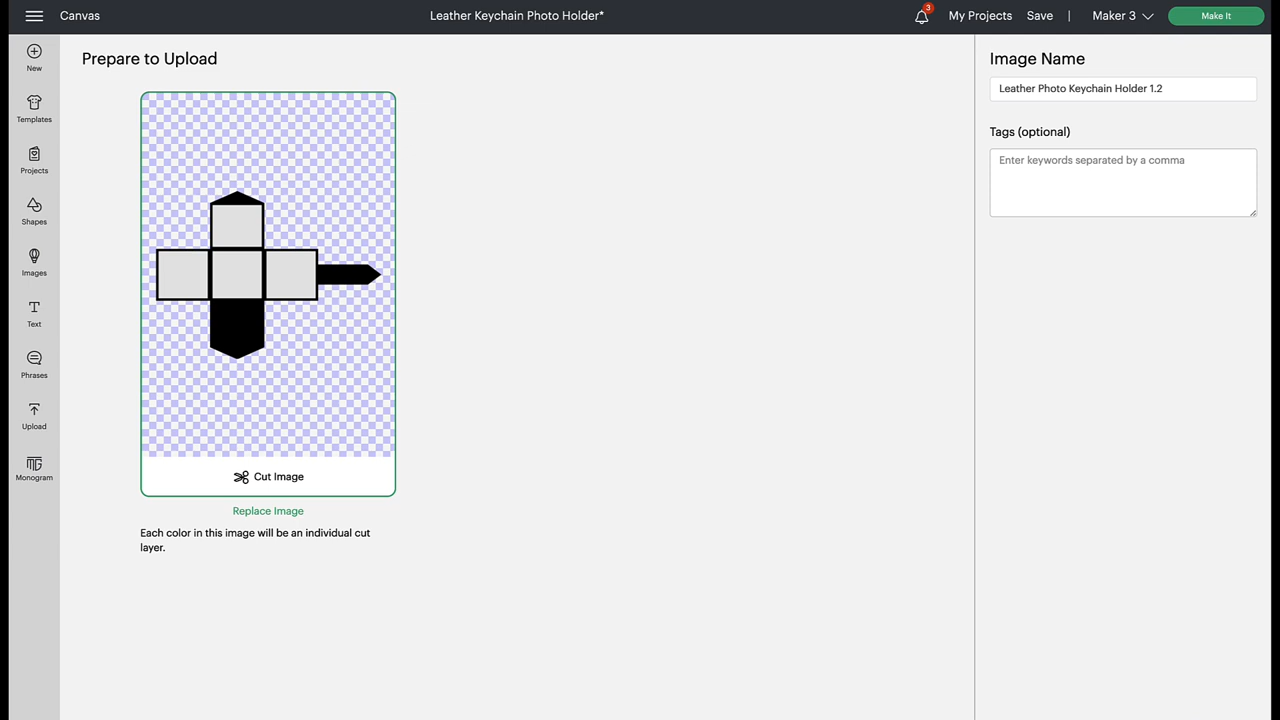 Canvas
Leather Keychain Photo Holder*
3
My Projects
Save
|
Maker 3
Make It
New
Templates
Projects
Shapes
Images
Text
Phrases
Upload
Monogram
Prepare to Upload
Cut Image
Replace Image
Each color in this image will be an individual cut
layer.
Image Name
Leather Photo Keychain Holder 1.2
Tags (optional)
Enter keywords separated by a comma